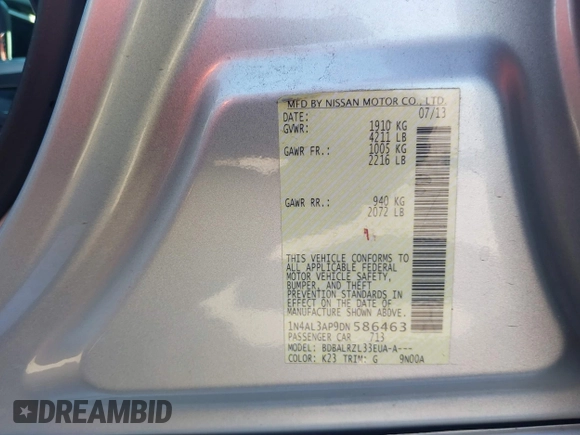 MFD BY NISSAN MOTOR CO., LTD.
DATE: 07/13
GVWR: 1910 KG
4211 LB
GAWR FR.: 1005 KG
2216 LB
GAWR RR.: 940 KG
2072 LB
THIS VEHICLE CONFORMS TO
ALL APPLICABLE FEDERAL
MOTOR VEHICLE SAFETY,
BUMPER, AND THEFT
PREVENTION STANDARDS IN
EFFECT ON THE DATE OF
MANUFACTURE SHOWN ABOVE.
1N4AL3AP9DN586463
PASSENGER CAR 713
MODEL: BDBALRZL33EUA-A---
COLOR: K23 TRIM: G 9N00A
DREAMBID
DREAMBID.COM